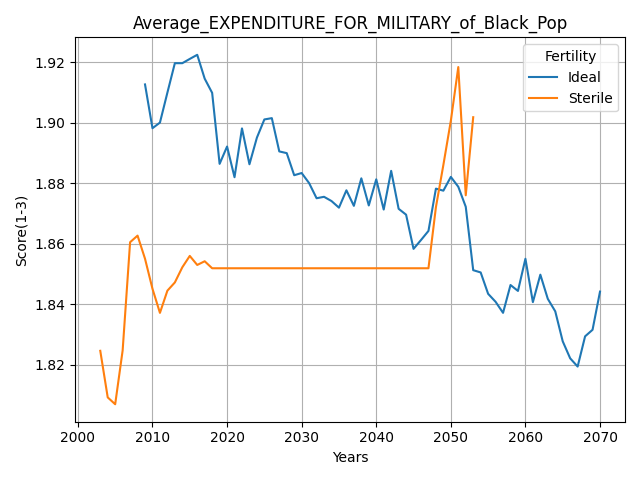 Average_EXPENDITURE_FOR_MILITARY_of_Black_Pop
Fertility
Ideal
Sterile
Score(1-3)
1.92
1.90
1.88
1.86
1.84
1.82
2000 2010 2020 2030 2040 2050 2060 2070
Years